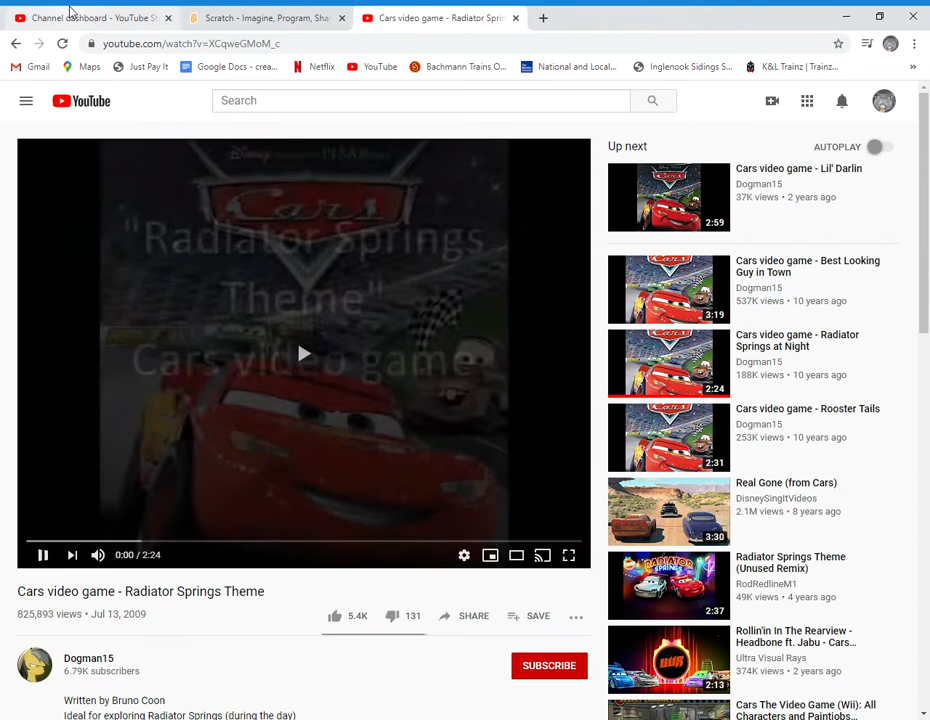 Channel dashboard - YouTube St
Scratch - Imagine, Program, Shar
Cars video game - Radiator Sprin
youtube.com/watch?v=XCqweGMoM_c
Gmail
Maps
Just Pay It
Google Docs - crea...
Netflix
YouTube
Bachmann Trains O...
National and Local...
Inglenook Sidings S...
K&L Trainz | Trainz...
YouTube
Search
DISNEY PIXAR
Cars
"Radiator Springs
Theme"
Cars video game
0:00 / 2:24
Cars video game - Radiator Springs Theme
825,893 views • Jul 13, 2009
5.4K
131
SHARE
SAVE
Dogman15
6.79K subscribers
SUBSCRIBE
Written by Bruno Coon
Ideal for exploring Radiator Springs (during the day)
Up next
AUTOPLAY
2:59
Cars video game - Lil' Darlin
Dogman15
37K views • 2 years ago
3:19
Cars video game - Best Looking
Guy in Town
Dogman15
537K views • 10 years ago
2:24
Cars video game - Radiator
Springs at Night
Dogman15
188K views • 10 years ago
2:31
Cars video game - Rooster Tails
Dogman15
253K views • 10 years ago
3:30
Real Gone (from Cars)
DisneySingItVideos
2.1M views • 8 years ago
RADIATOR
SPRINGS
2:37
Radiator Springs Theme
(Unused Remix)
RodRedlineM1
49K views • 4 years ago
2:13
Rollin'in In The Rearview -
Headbone ft. Jabu - Cars...
Ultra Visual Rays
374K views • 2 years ago
Cars The Video Game (Wii): All
Characters and Paintjobs...